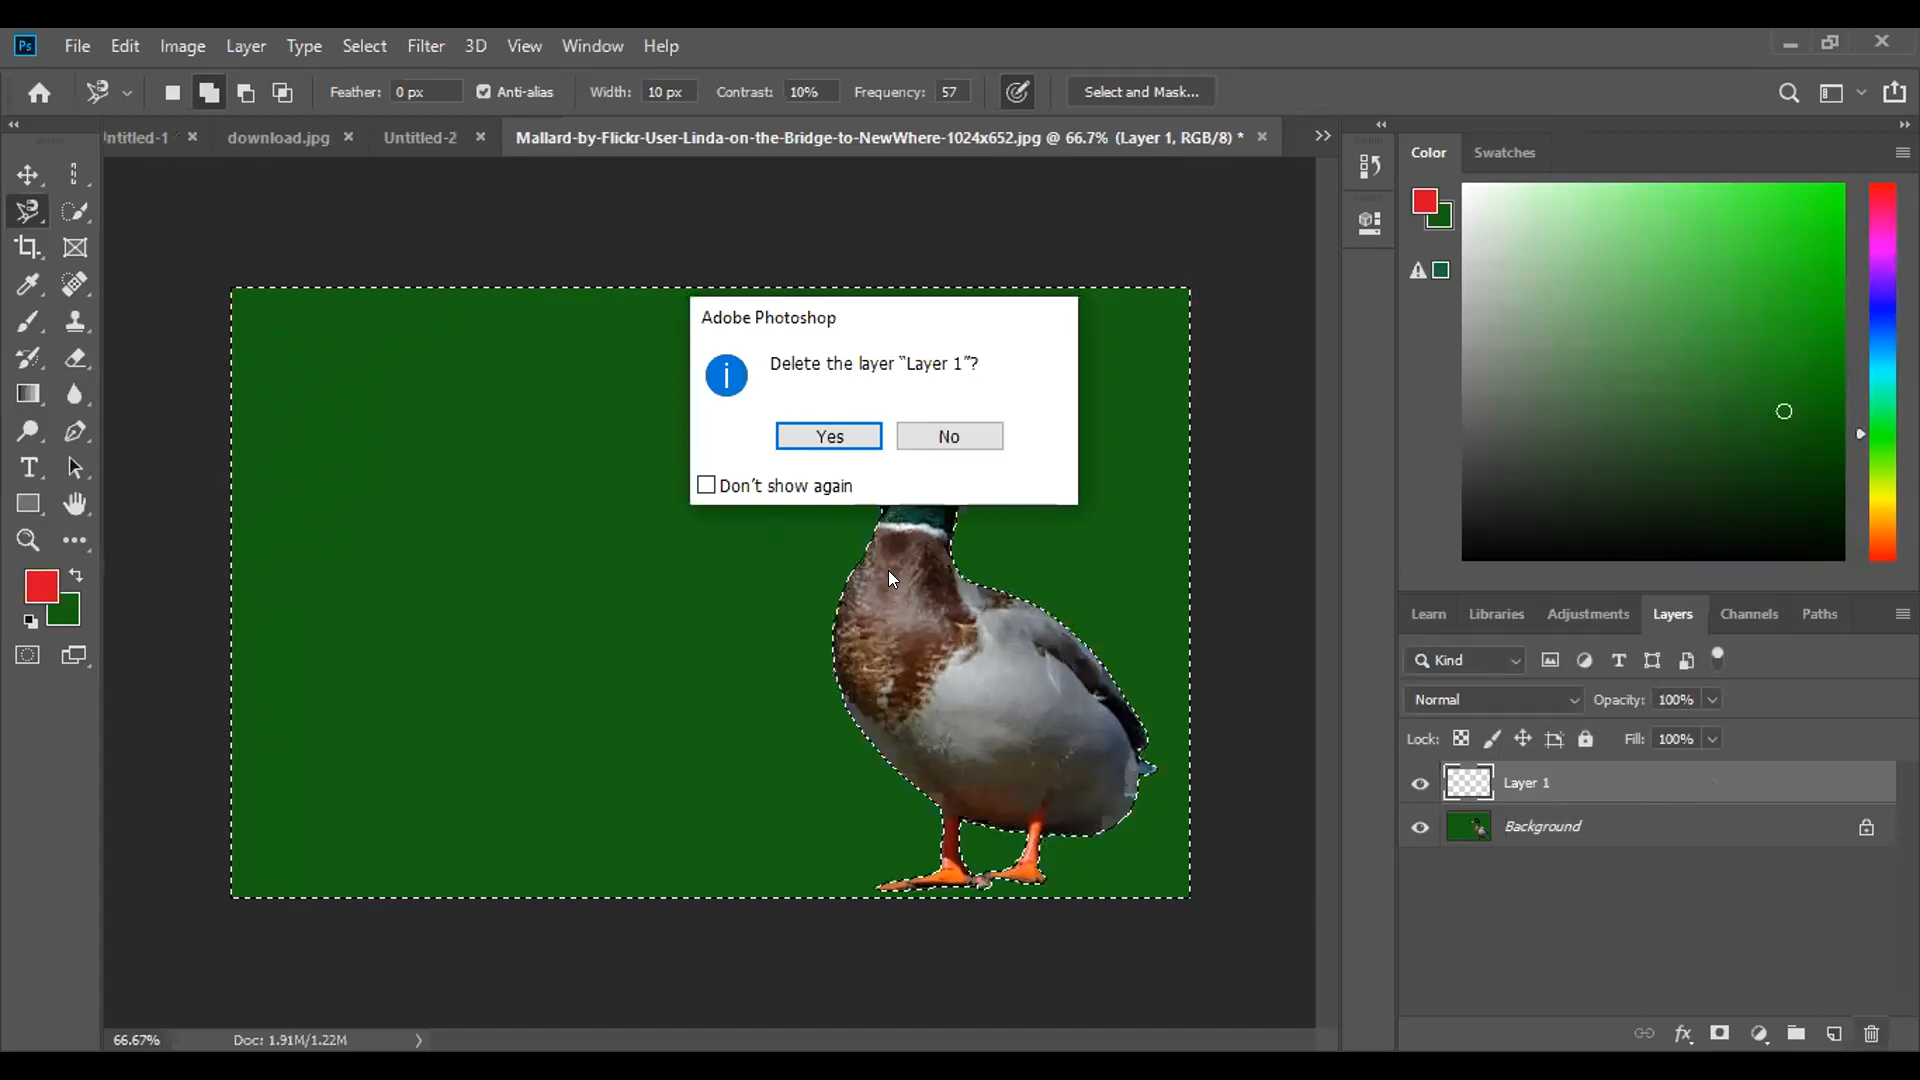 Ps File Edit Image Layer Type Select Filter 3D View Window Help
Feather: 0 px Anti-alias Width: 10 px Contrast: 10% Frequency: 57 Select and Mask...
ntitled-1 download.jpg Untitled-2 Mallard-by-Flickr-User-Linda-on-the-Bridge-to-NewWhere-1024x652.jpg @ 66.7% (Layer 1, RGB/8) *
Color Swatches
Adobe Photoshop
Delete the layer “Layer 1”?
Yes No
Don't show again
Learn Libraries Adjustments Layers Channels Paths
Kind
Normal Opacity: 100%
Lock: Fill: 100%
Layer 1
Background
fx
66.67% Doc: 1.91M/1.22M